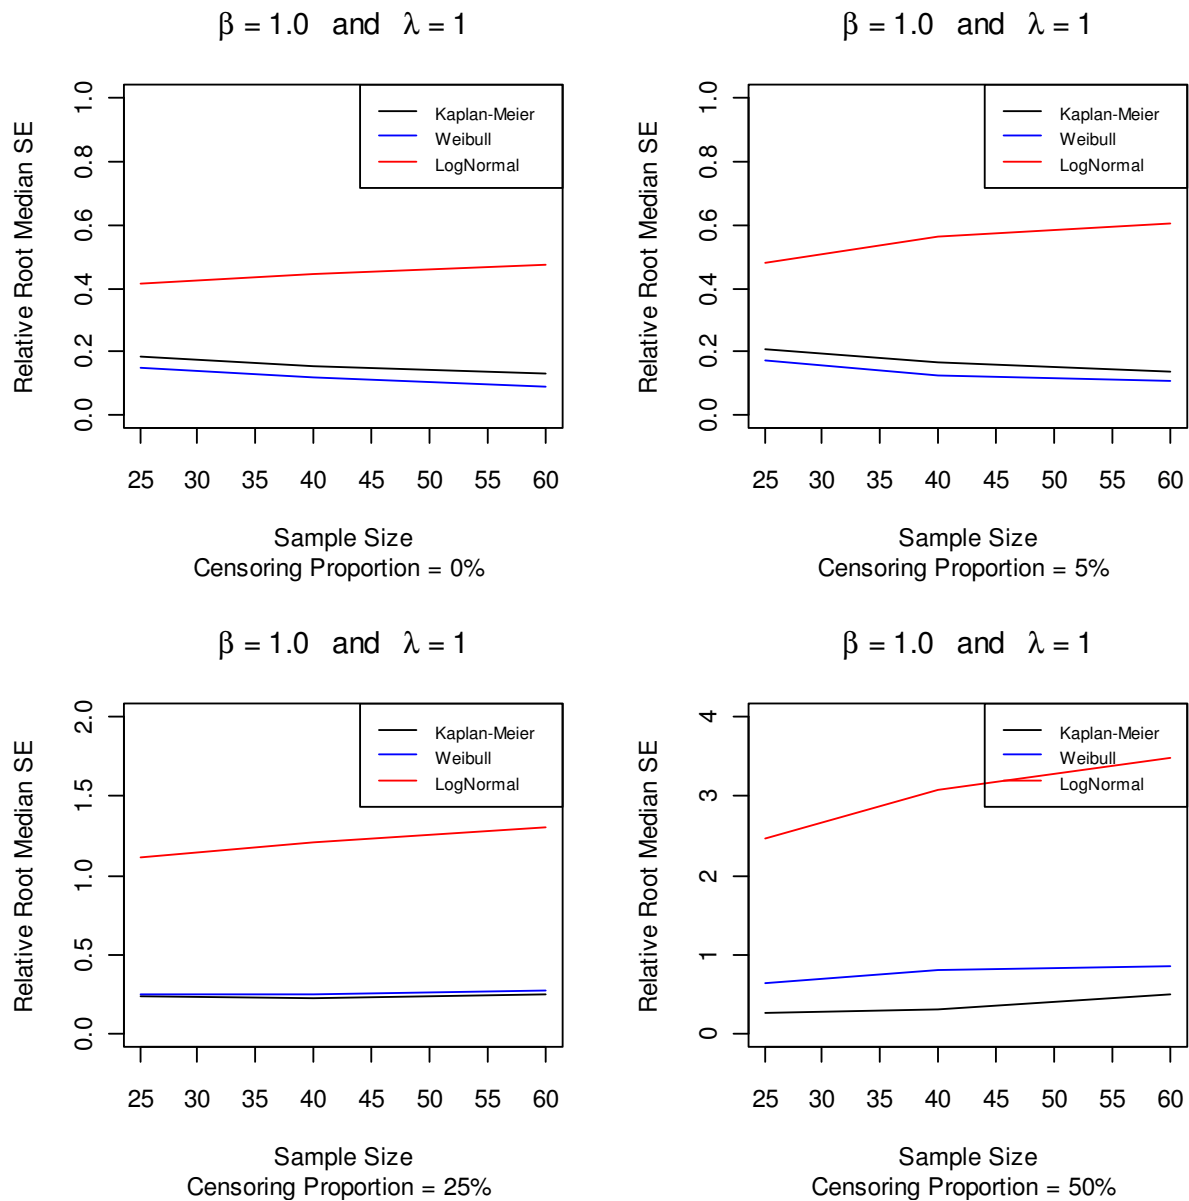 β = 1.0 and λ = 1
Relative Root Median SE
1.0
0.8
0.6
0.4
0.2
0.0
Kaplan-Meier
Weibull
LogNormal
25 30 35 40 45 50 55 60
Sample Size
Censoring Proportion = 0%
β = 1.0 and λ = 1
Relative Root Median SE
1.0
0.8
0.6
0.4
0.2
0.0
Kaplan-Meier
Weibull
LogNormal
25 30 35 40 45 50 55 60
Sample Size
Censoring Proportion = 5%
β = 1.0 and λ = 1
Relative Root Median SE
2.0
1.5
1.0
0.5
0.0
Kaplan-Meier
Weibull
LogNormal
25 30 35 40 45 50 55 60
Sample Size
Censoring Proportion = 25%
β = 1.0 and λ = 1
Relative Root Median SE
4
3
2
1
0
Kaplan-Meier
Weibull
LogNormal
25 30 35 40 45 50 55 60
Sample Size
Censoring Proportion = 50%